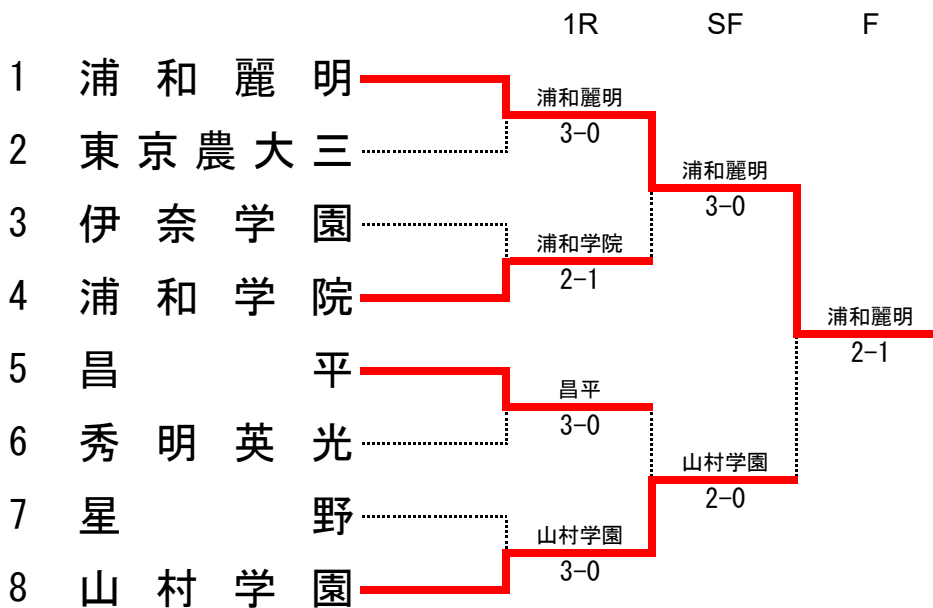 1R SF F
1 浦和麗明
浦和麗明
3-0
2 東京農大三
浦和麗明
3-0
3 伊奈学園
浦和学院
2-1
4 浦和学院
浦和麗明
2-1
5 昌平
昌平
3-0
6 秀明英光
山村学園
2-0
7 星野
山村学園
3-0
8 山村学園